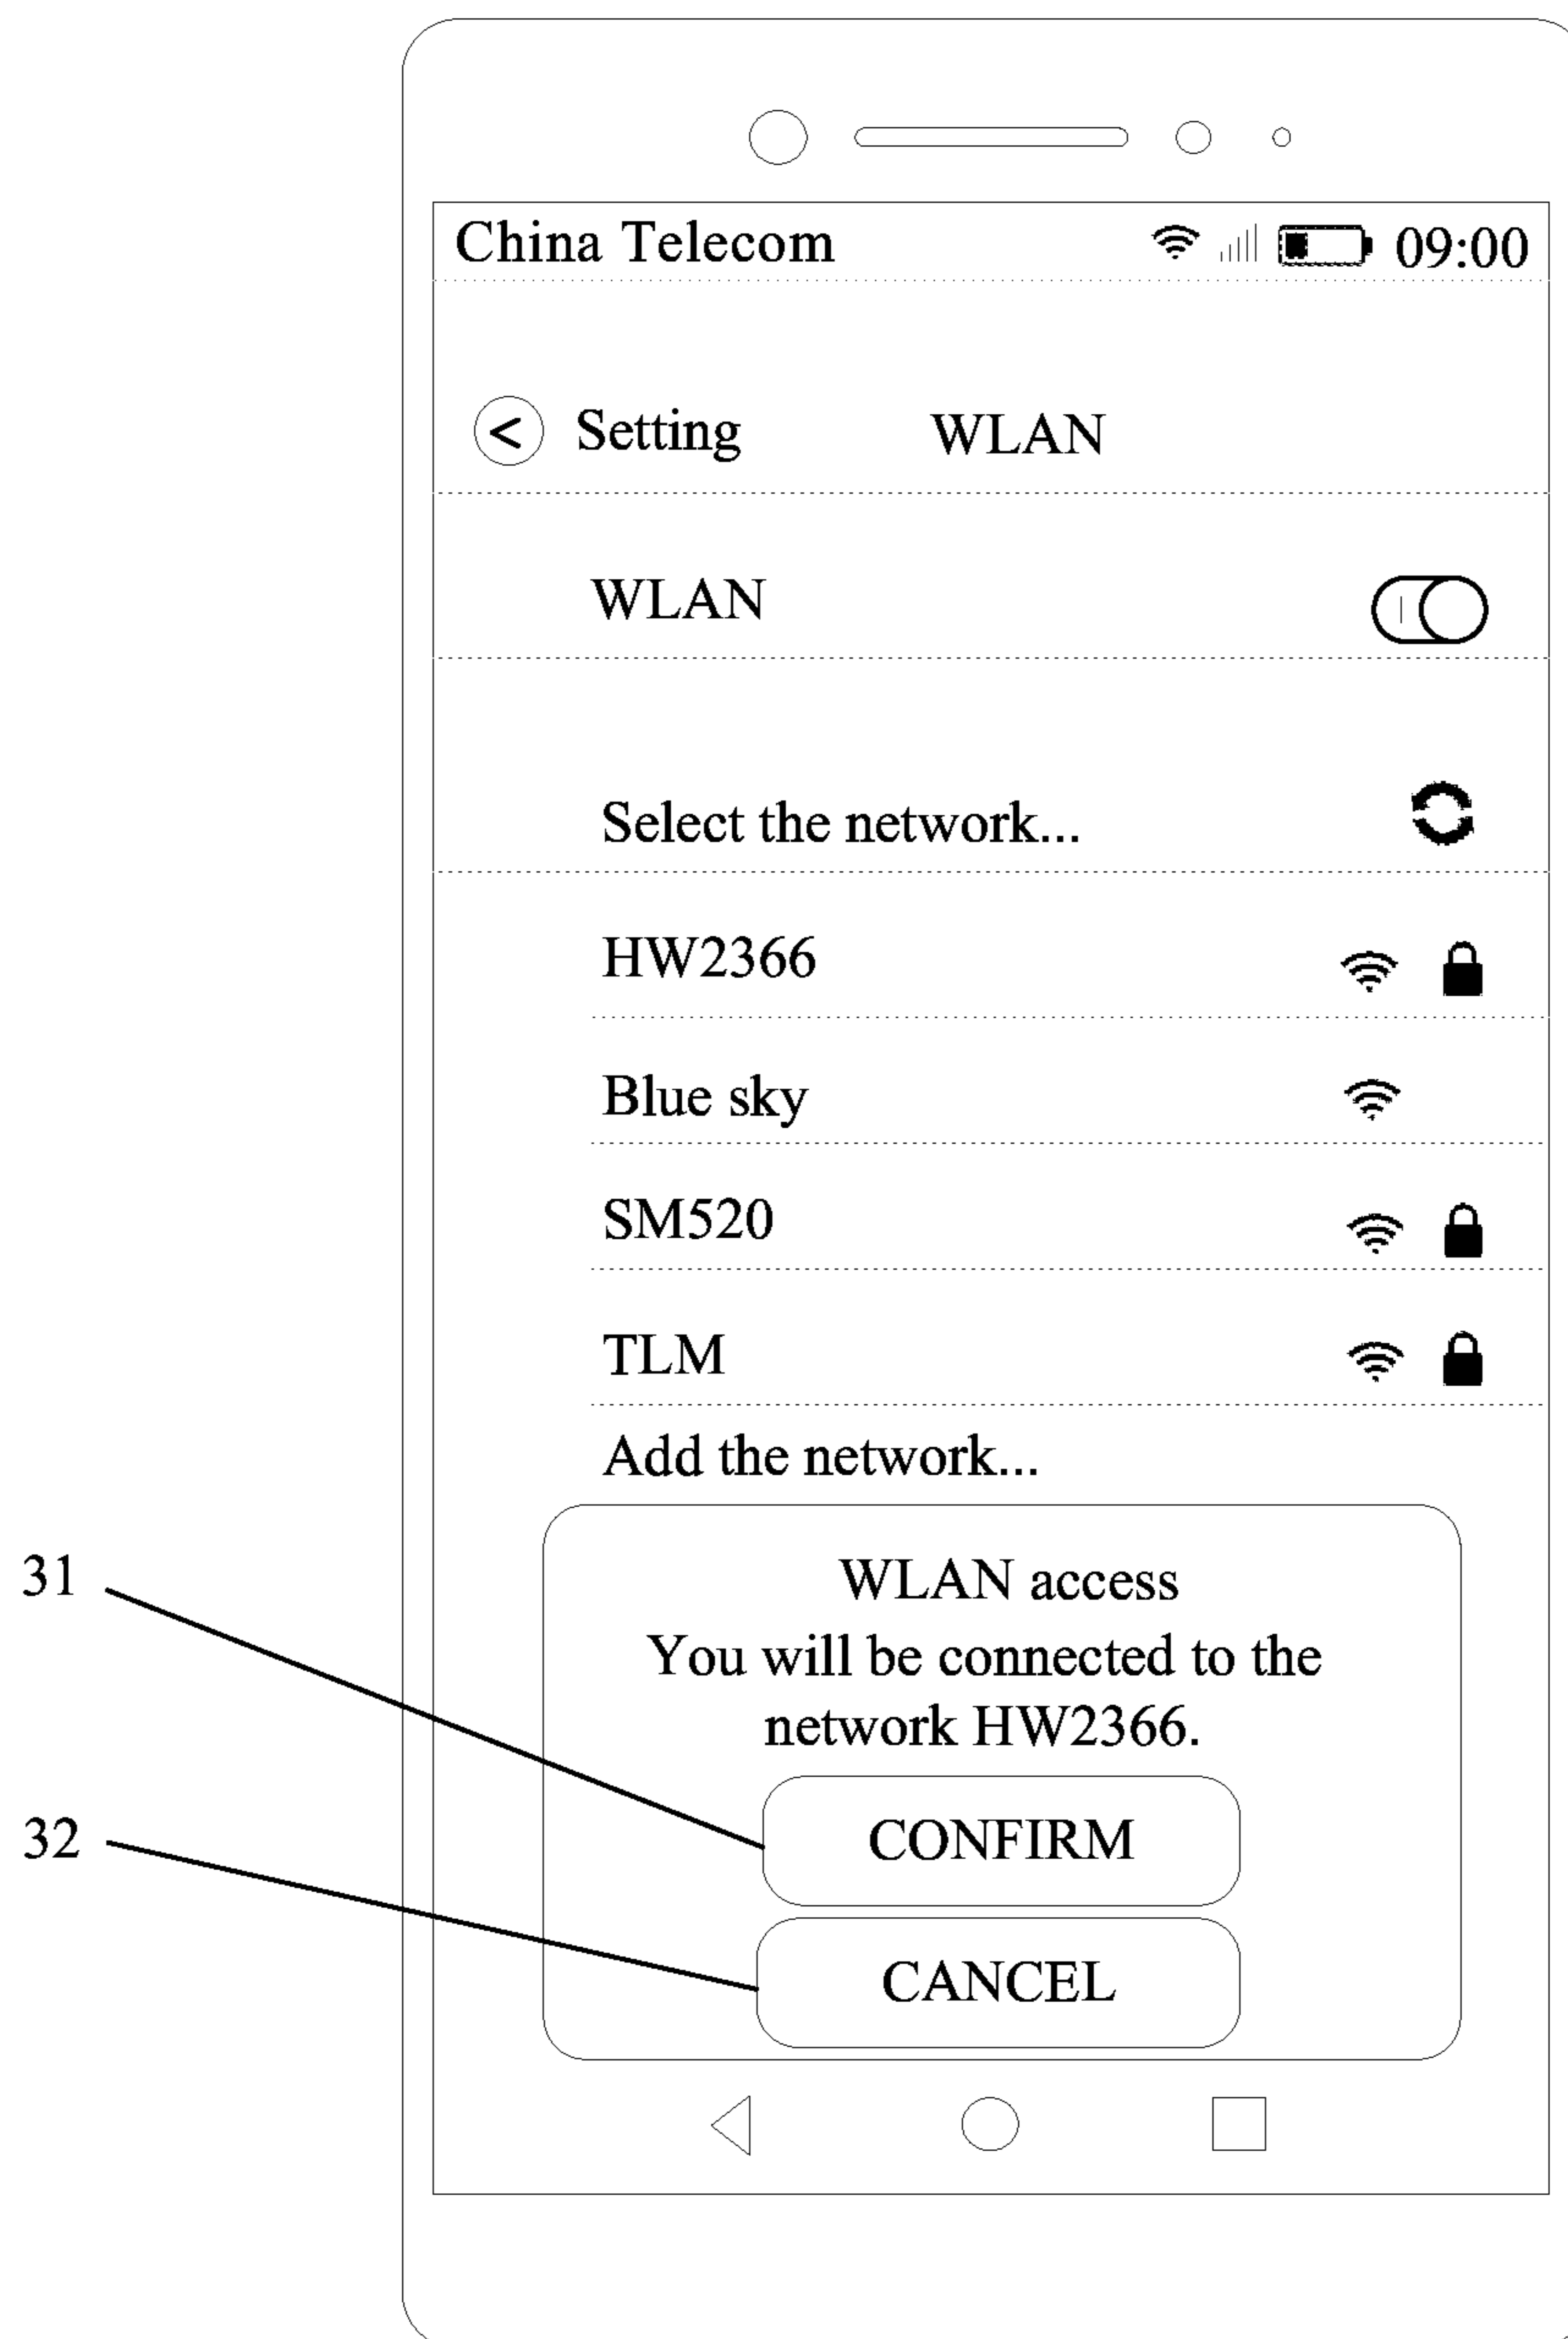 China Telecom 09:00
< Setting WLAN
WLAN
Select the network...
HW2366
Blue sky
SM520
TLM
Add the network...
WLAN access
You will be connected to the
network HW2366.
31
CONFIRM
32
CANCEL